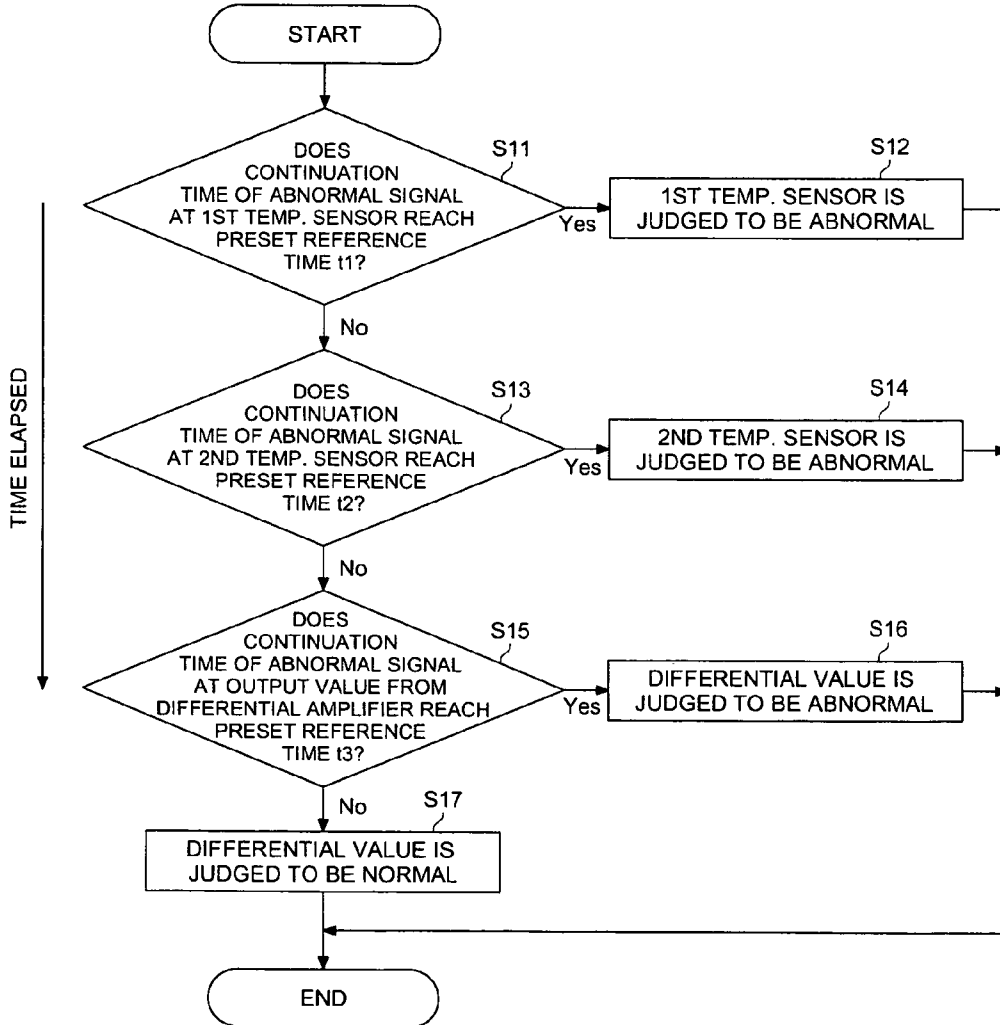 START
DOES
CONTINUATION
TIME OF ABNORMAL SIGNAL
AT 1ST TEMP. SENSOR REACH
PRESET REFERENCE
TIME t1?
S11
Yes
S12
1ST TEMP. SENSOR IS
JUDGED TO BE ABNORMAL
No
TIME ELAPSED
DOES
CONTINUATION
TIME OF ABNORMAL SIGNAL
AT 2ND TEMP. SENSOR REACH
PRESET REFERENCE
TIME t2?
S13
Yes
S14
2ND TEMP. SENSOR IS
JUDGED TO BE ABNORMAL
No
DOES
CONTINUATION
TIME OF ABNORMAL SIGNAL
AT OUTPUT VALUE FROM
DIFFERENTIAL AMPLIFIER REACH
PRESET REFERENCE
TIME t3?
S15
Yes
S16
DIFFERENTIAL VALUE IS
JUDGED TO BE ABNORMAL
No
S17
DIFFERENTIAL VALUE IS
JUDGED TO BE NORMAL
END